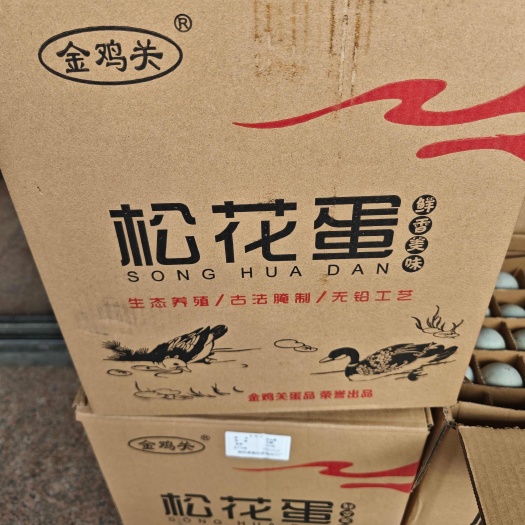 金鸡关®
松花蛋
鲜香美味
SONG HUA DAN
生态养殖/古法腌制/无铅工艺
金鸡关蛋品 荣誉出品
金鸡关®
松花蛋